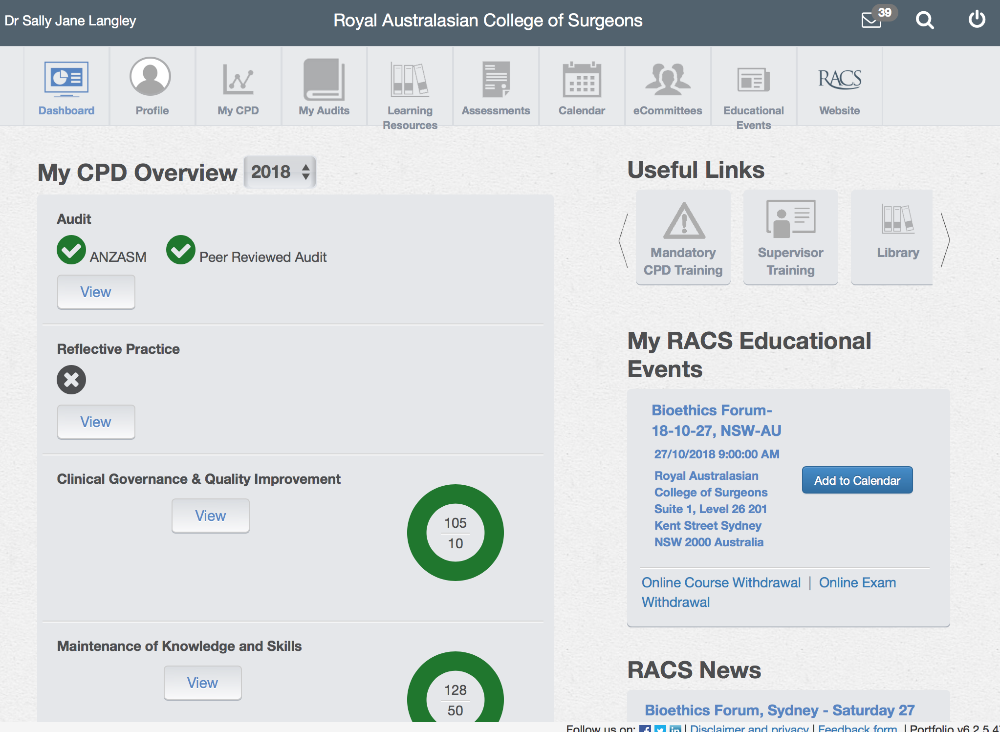 Dr Sally Jane Langley
Royal Australasian College of Surgeons
39
Dashboard
Profile
My CPD
My Audits
Learning
Resources
Assessments
Calendar
eCommittees
Educational
Events
RACS
Website
My CPD Overview 2018
Audit
ANZASM Peer Reviewed Audit
View
Reflective Practice
View
Clinical Governance & Quality Improvement
View
105
10
Maintenance of Knowledge and Skills
View
128
50
Useful Links
Mandatory
CPD Training
Supervisor
Training
Library
My RACS Educational
Events
Bioethics Forum-
18-10-27, NSW-AU
27/10/2018 9:00:00 AM
Royal Australasian
College of Surgeons
Suite 1, Level 26 201
Kent Street Sydney
NSW 2000 Australia
Add to Calendar
Online Course Withdrawal | Online Exam
Withdrawal
RACS News
Bioethics Forum, Sydney - Saturday 27
Follow us on: | Disclaimer and privacy | Feedback form | Portfolio v6.2.5.4